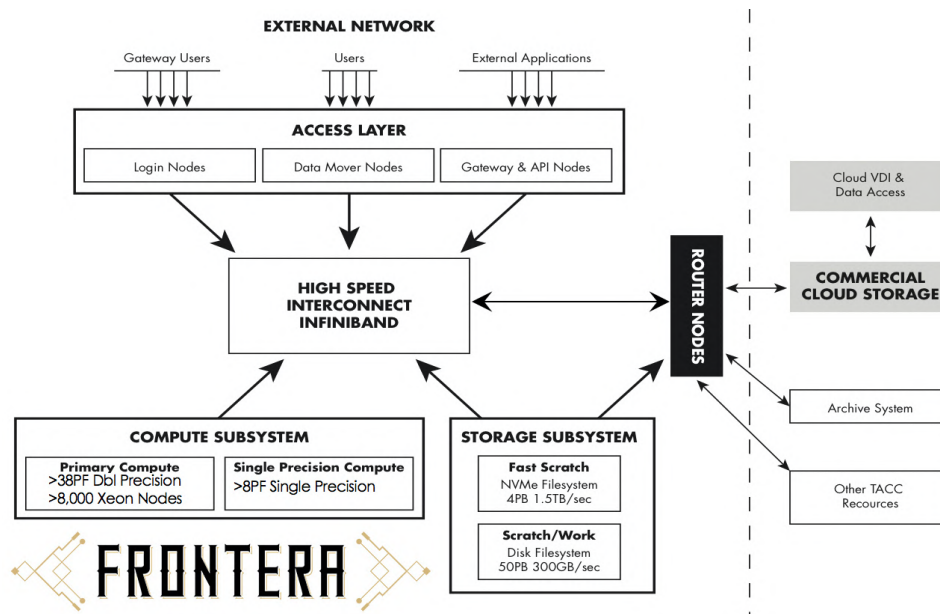 EXTERNAL NETWORK
Gateway Users
Users
External Applications
ACCESS LAYER
Login Nodes
Data Mover Nodes
Gateway & API Nodes
HIGH SPEED
INTERCONNECT
INFINIBAND
ROUTER NODES
Cloud VDI &
Data Access
COMMERCIAL
CLOUD STORAGE
Archive System
Other TACC
Recources
COMPUTE SUBSYSTEM
Primary Compute
>38PF Dbl Precision
>8,000 Xeon Nodes
Single Precision Compute
>8PF Single Precision
STORAGE SUBSYSTEM
Fast Scratch
NVMe Filesystem
4PB 1.5TB/sec
Scratch/Work
Disk Filesystem
50PB 300GB/sec
FRONTERA